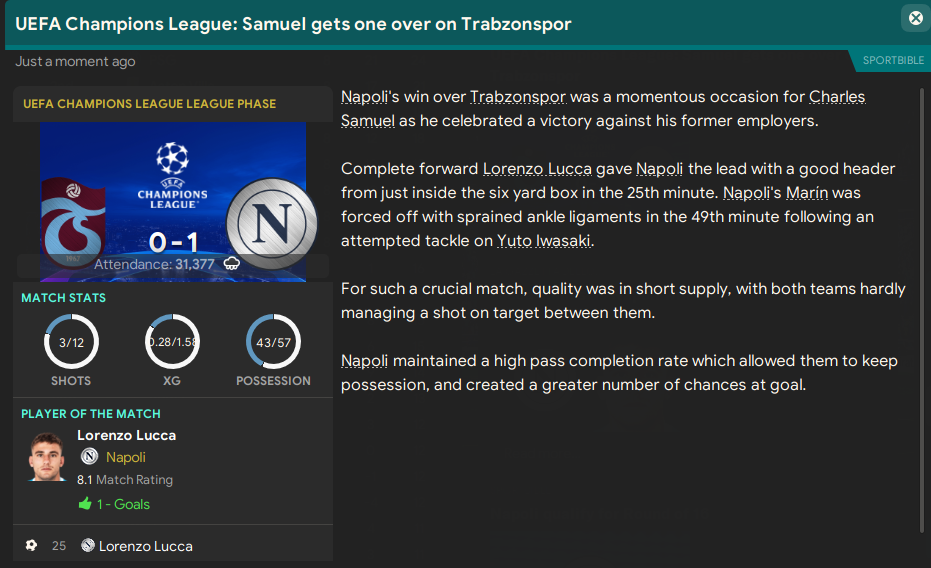 UEFA Champions League: Samuel gets one over on Trabzonspor
Just a moment ago
SPORTBIBLE
UEFA CHAMPIONS LEAGUE LEAGUE PHASE
UEFA
CHAMPIONS
LEAGUE
1967
N
0 - 1
Attendance: 31,377
MATCH STATS
3/12
0.28/1.58
43/57
SHOTS
XG
POSSESSION
PLAYER OF THE MATCH
Lorenzo Lucca
Napoli
8.1 Match Rating
1 - Goals
25 Lorenzo Lucca
Napoli's win over Trabzonspor was a momentous occasion for Charles
Samuel as he celebrated a victory against his former employers.
Complete forward Lorenzo Lucca gave Napoli the lead with a good header
from just inside the six yard box in the 25th minute. Napoli's Marín was
forced off with sprained ankle ligaments in the 49th minute following an
attempted tackle on Yuto Iwasaki.
For such a crucial match, quality was in short supply, with both teams hardly
managing a shot on target between them.
Napoli maintained a high pass completion rate which allowed them to keep
possession, and created a greater number of chances at goal.